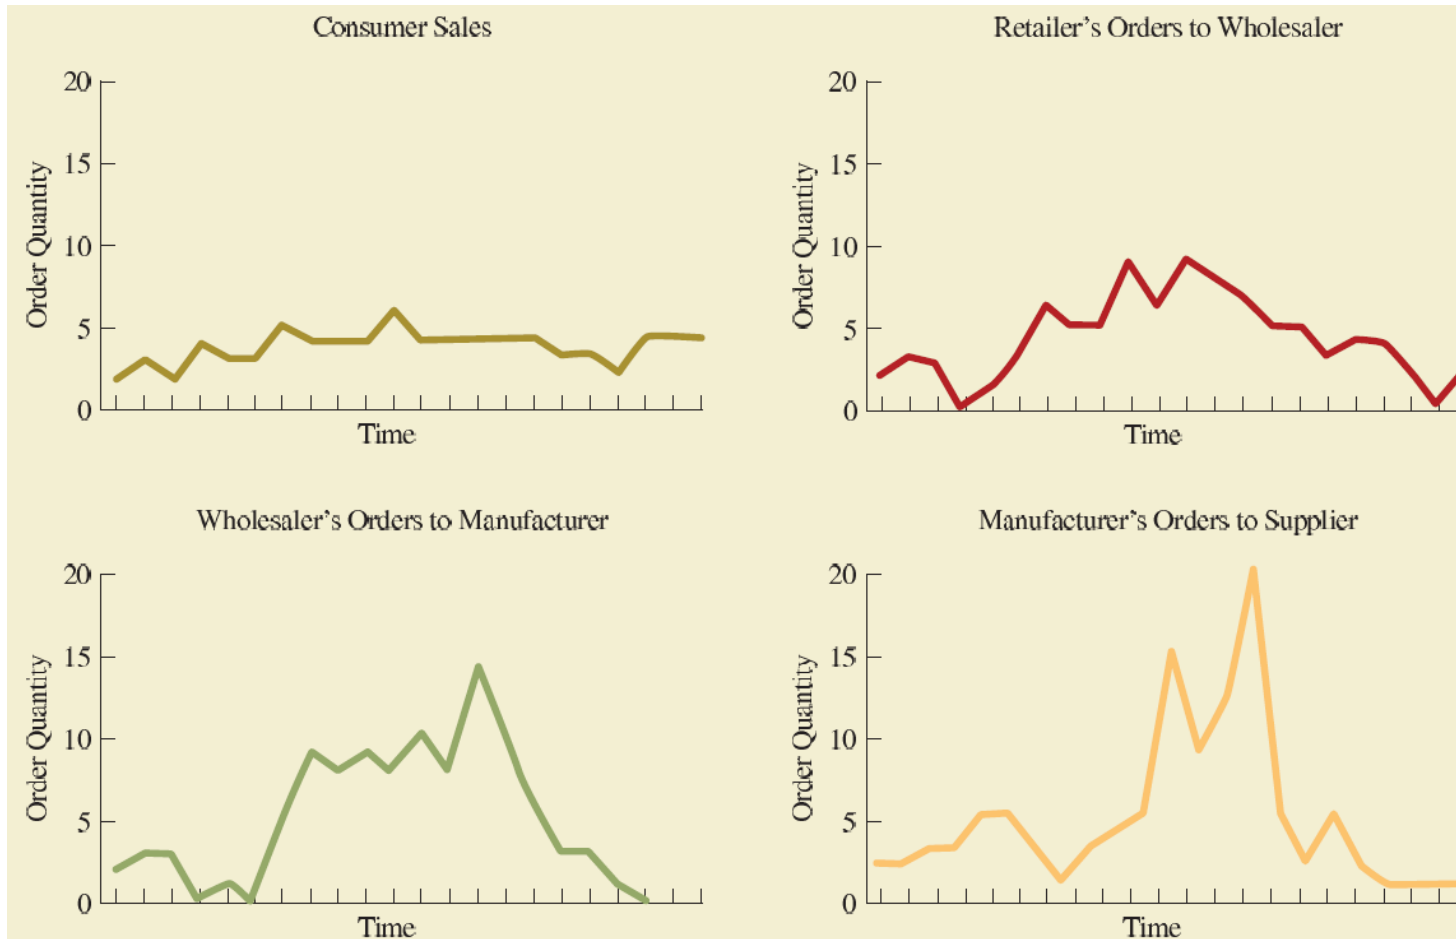 Consumer Sales
20
15
10
5
0
Order Quantity
Time
Retailer's Orders to Wholesaler
20
15
10
5
0
Order Quantity
Time
Wholesaler's Orders to Manufacturer
20
15
10
5
0
Order Quantity
Time
Manufacturer's Orders to Supplier
20
15
10
5
0
Order Quantity
Time